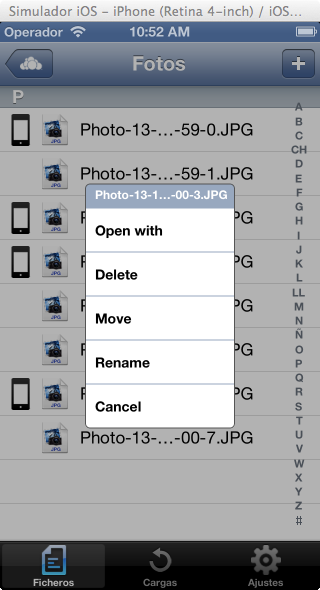 Simulador iOS – iPhone (Retina 4-inch) / iOS...
Operador 10:52 AM
Fotos +
P
Photo-13-...-59-0.JPG
Photo-13-...-59-1.JPG
Photo-13-1...-00-3.JPG
Open with
Delete
Move
Rename
Cancel
Photo-13-...-00-7.JPG
A
B
C
CH
D
E
F
G
H
I
J
K
L
LL
M
N
Ñ
O
P
Q
R
S
T
U
V
W
X
Y
Z
#
Ficheros Cargas Ajustes